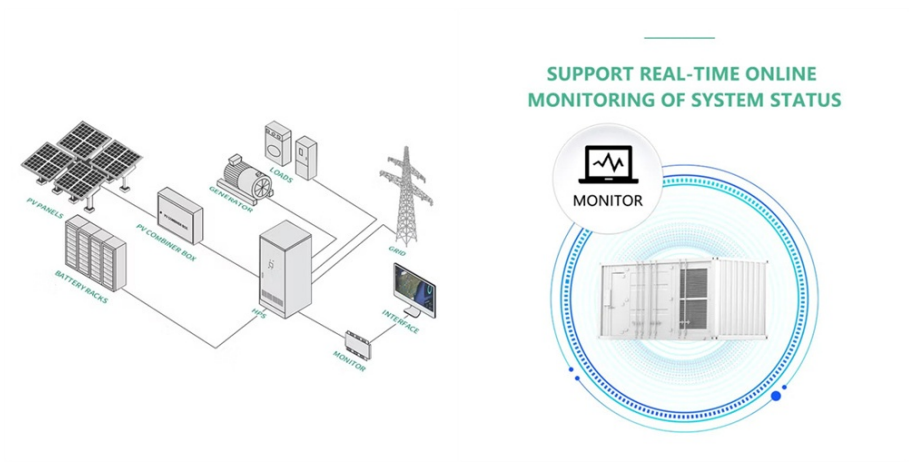 SUPPORT REAL-TIME ONLINE
MONITORING OF SYSTEM STATUS
MONITOR
LOADS
GENERATOR
PV PANELS
PV COMBINER BOX
GRID
BATTERY RACKS
HPS
INTERFACE
MONITOR